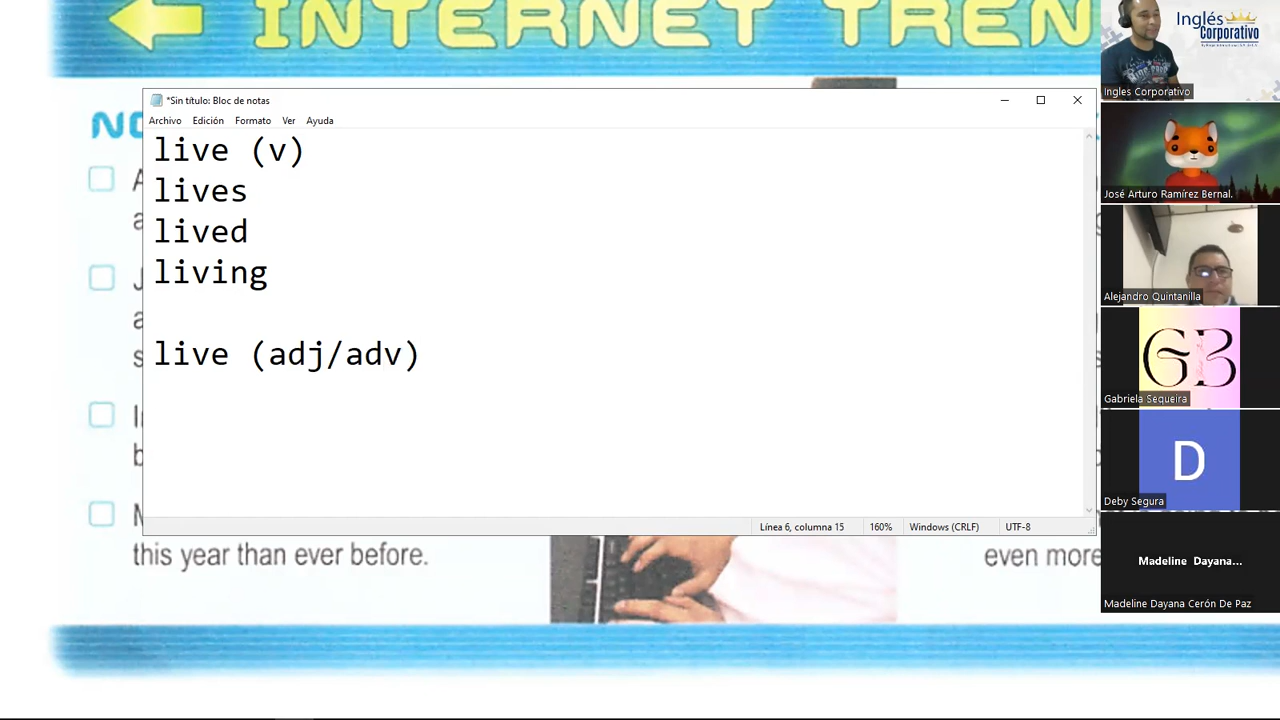 INTERNET TREN
*Sin título: Bloc de notas
Archivo Edición Formato Ver Ayuda
live (v)
lives
lived
living
live (adj/adv)
Línea 6, columna 15 160% Windows (CRLF) UTF-8
this year than ever before.
even more
Inglés
Corporativo
Ingles Corporativo
José Arturo Ramírez Bernal.
Alejandro Quintanilla
GB
Gabriela Sequeira
D
Deby Segura
Madeline Dayana...
Madeline Dayana Cerón De Paz